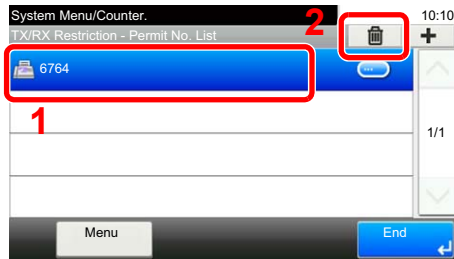 System Menu/Counter.
10:10
TX/RX Restriction - Permit No. List
2
6764
1
1/1
Menu
End